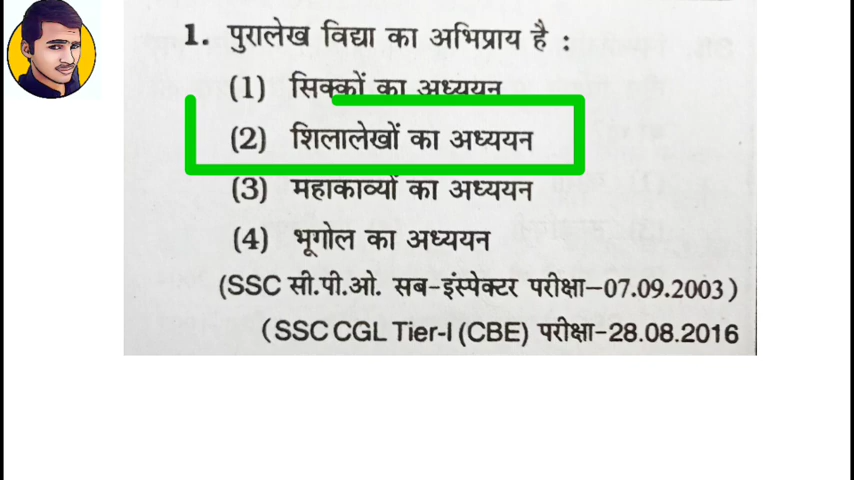 1. पुरालेख विद्या का अभिप्राय है :
(1) सिक्कों का अध्ययन
(2) शिलालेखों का अध्ययन
(3) महाकाव्यों का अध्ययन
(4) भूगोल का अध्ययन
(SSC सी.पी.ओ. सब-इंस्पेक्टर परीक्षा—07.09.2003)
(SSC CGL Tier-I (CBE) परीक्षा-28.08.2016